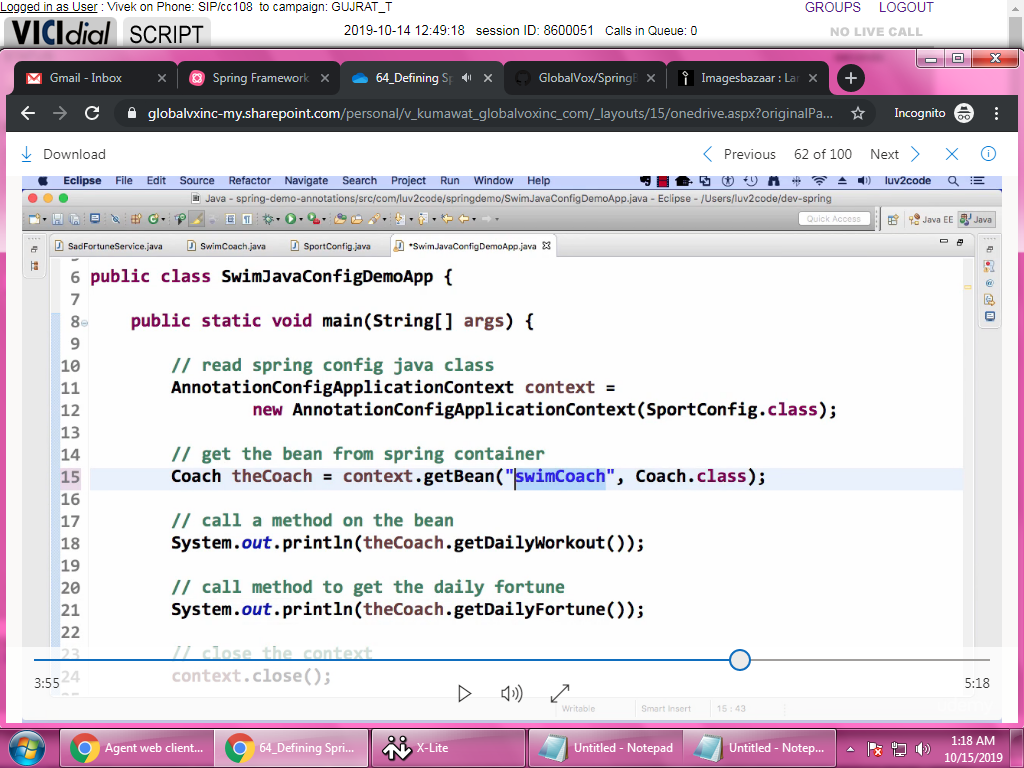 Logged in as User : Vivek on Phone: SIP/cc108 to campaign: GUJRAT_T
GROUPS LOGOUT
VICIdial SCRIPT
2019-10-14 12:49:18 session ID: 8600051 Calls in Queue: 0
NO LIVE CALL
Gmail - Inbox
Spring Framework
64_Defining Sp
GlobalVox/SpringB
Imagesbazaar : Lar
globalvxinc-my.sharepoint.com/personal/v_kumawat_globalvoxinc_com/_layouts/15/onedrive.aspx?originalPa...
Incognito
Download
Previous 62 of 100 Next
Eclipse File Edit Source Refactor Navigate Search Project Run Window Help luv2code
Java - spring-demo-annotations/src/com/luv2code/springdemo/SwimJavaConfigDemoApp.java - Eclipse - /Users/luv2code/dev-spring
Quick Access Java EE Java
SadFortuneService.java SwimCoach.java SportConfig.java *SwimJavaConfigDemoApp.java
6 public class SwimJavaConfigDemoApp {
7
8 public static void main(String[] args) {
9
10 // read spring config java class
11 AnnotationConfigApplicationContext context =
12 new AnnotationConfigApplicationContext(SportConfig.class);
13
14 // get the bean from spring container
15 Coach theCoach = context.getBean("swimCoach", Coach.class);
16
17 // call a method on the bean
18 System.out.println(theCoach.getDailyWorkout());
19
20 // call method to get the daily fortune
21 System.out.println(theCoach.getDailyFortune());
22
23 // close the context
24 context.close();
3:55 5:18
Writable Smart Insert 15 : 43
Agent web client...
64_Defining Spri...
X-Lite
Untitled - Notepad
Untitled - Notep...
1:18 AM
10/15/2019